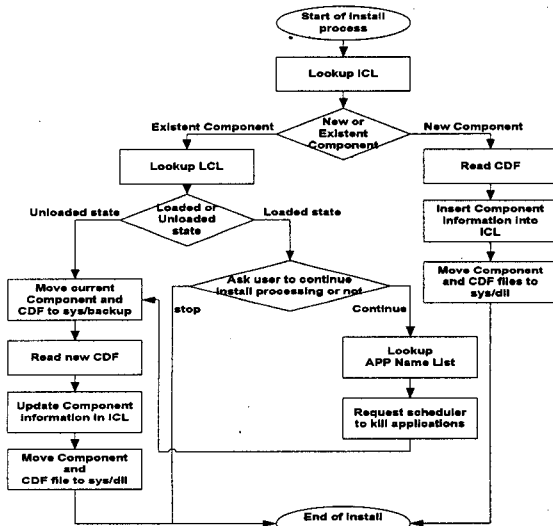 Start of Install
process
Lookup ICL
New or
Existent
Component
Existent Component
New Component
Lookup LCL
Read CDF
Loaded or
Unloaded
state
Unloaded state
Loaded state
Insert Component
Information into
ICL
Move current
Component and
CDF to sys/backup
Ask user to continue
install processing or not
Move Component
and CDF files to
sys/dll
stop
Continue
Read new CDF
Lookup
APP Name List
Update Component
information in ICL
Request scheduler
to kill applications
Move Component
and
CDF file to sys/dll
End of Install